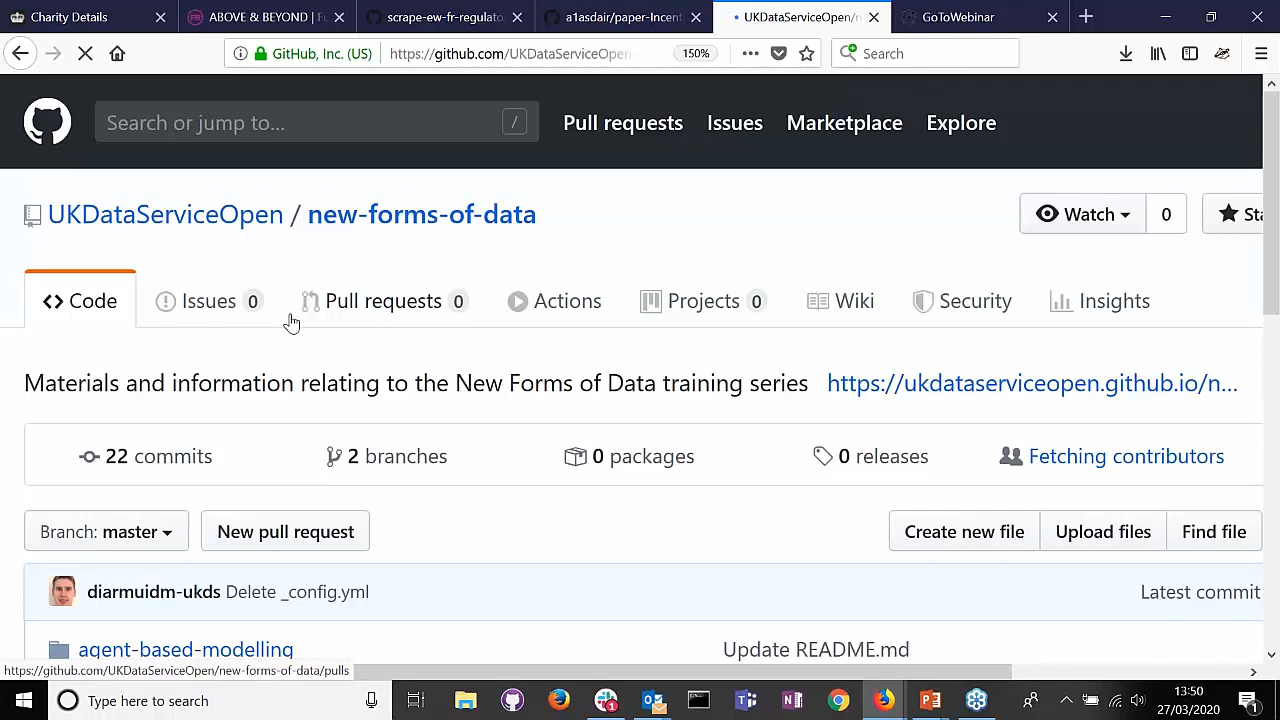 Charity Details
ABOVE & BEYOND | Fu
scrape-ew-fr-regulato
a1asdair/paper-Incent
UKDataServiceOpen/n
GoToWebinar
GitHub, Inc. (US)
https://github.com/UKDataServiceOpen
150%
Search
Search or jump to...
/
Pull requests
Issues
Marketplace
Explore
UKDataServiceOpen / new-forms-of-data
Watch
0
Sta
Code
Issues 0
Pull requests 0
Actions
Projects 0
Wiki
Security
Insights
Materials and information relating to the New Forms of Data training series https://ukdataserviceopen.github.io/n...
22 commits
2 branches
0 packages
0 releases
Fetching contributors
Branch: master
New pull request
Create new file
Upload files
Find file
diarmuidm-ukds Delete _config.yml
Latest commit
agent-based-modelling
Update README.md
https://github.com/UKDataServiceOpen/new-forms-of-data/pulls
Type here to search
13:50
27/03/2020